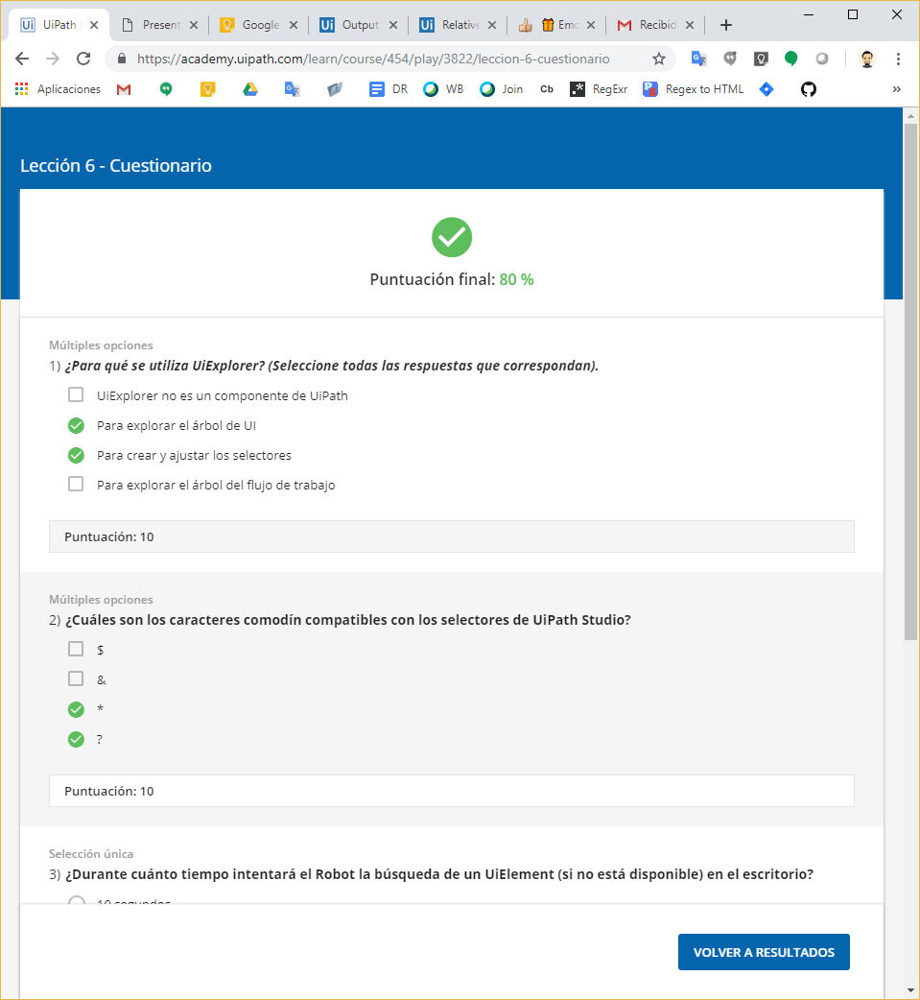 UiPath
Present
Google
Ui Output
Ui Relative
Emo
Recibid
https://academy.uipath.com/learn/course/454/play/3822/leccion-6-cuestionario
Aplicaciones
DR
WB
Join
Cb
RegExr
Regex to HTML
»
Lección 6 - Cuestionario
Puntuación final: 80 %
Múltiples opciones
1) ¿Para qué se utiliza UiExplorer? (Seleccione todas las respuestas que correspondan).
UiExplorer no es un componente de UiPath
Para explorar el árbol de UI
Para crear y ajustar los selectores
Para explorar el árbol del flujo de trabajo
Puntuación: 10
Múltiples opciones
2) ¿Cuáles son los caracteres comodín compatibles con los selectores de UiPath Studio?
$
&
*
?
Puntuación: 10
Selección única
3) ¿Durante cuánto tiempo intentará el Robot la búsqueda de un UiElement (si no está disponible) en el escritorio?
10 segundos
VOLVER A RESULTADOS